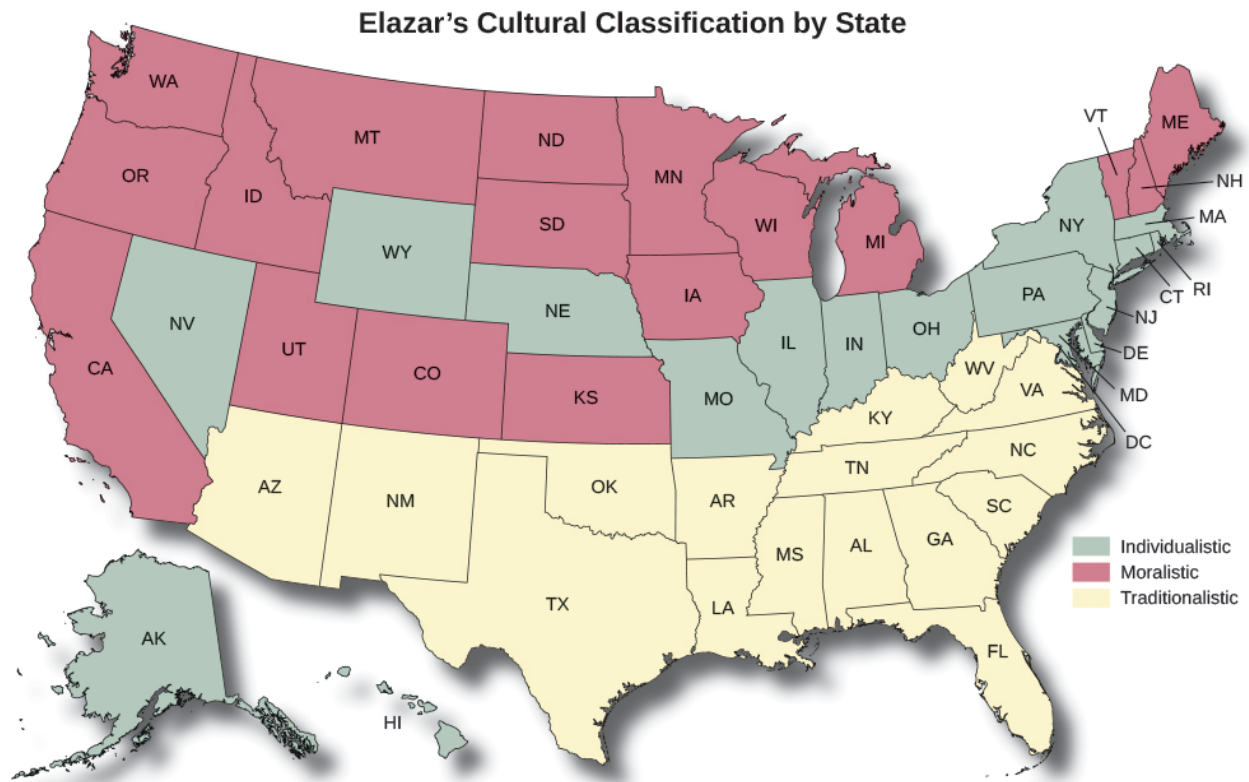 Elazar's Cultural Classification by State
WA
MT
ND
MN
VT
ME
OR
ID
SD
WI
MI
NH
MA
NY
WY
IA
NE
PA
CT
RI
NJ
NV
UT
CO
IL
IN
OH
DE
CA
KS
MO
WV
VA
MD
KY
DC
AZ
NM
OK
AR
TN
NC
SC
MS
AL
GA
TX
LA
FL
Individualistic
Moralistic
Traditionalistic
AK
HI